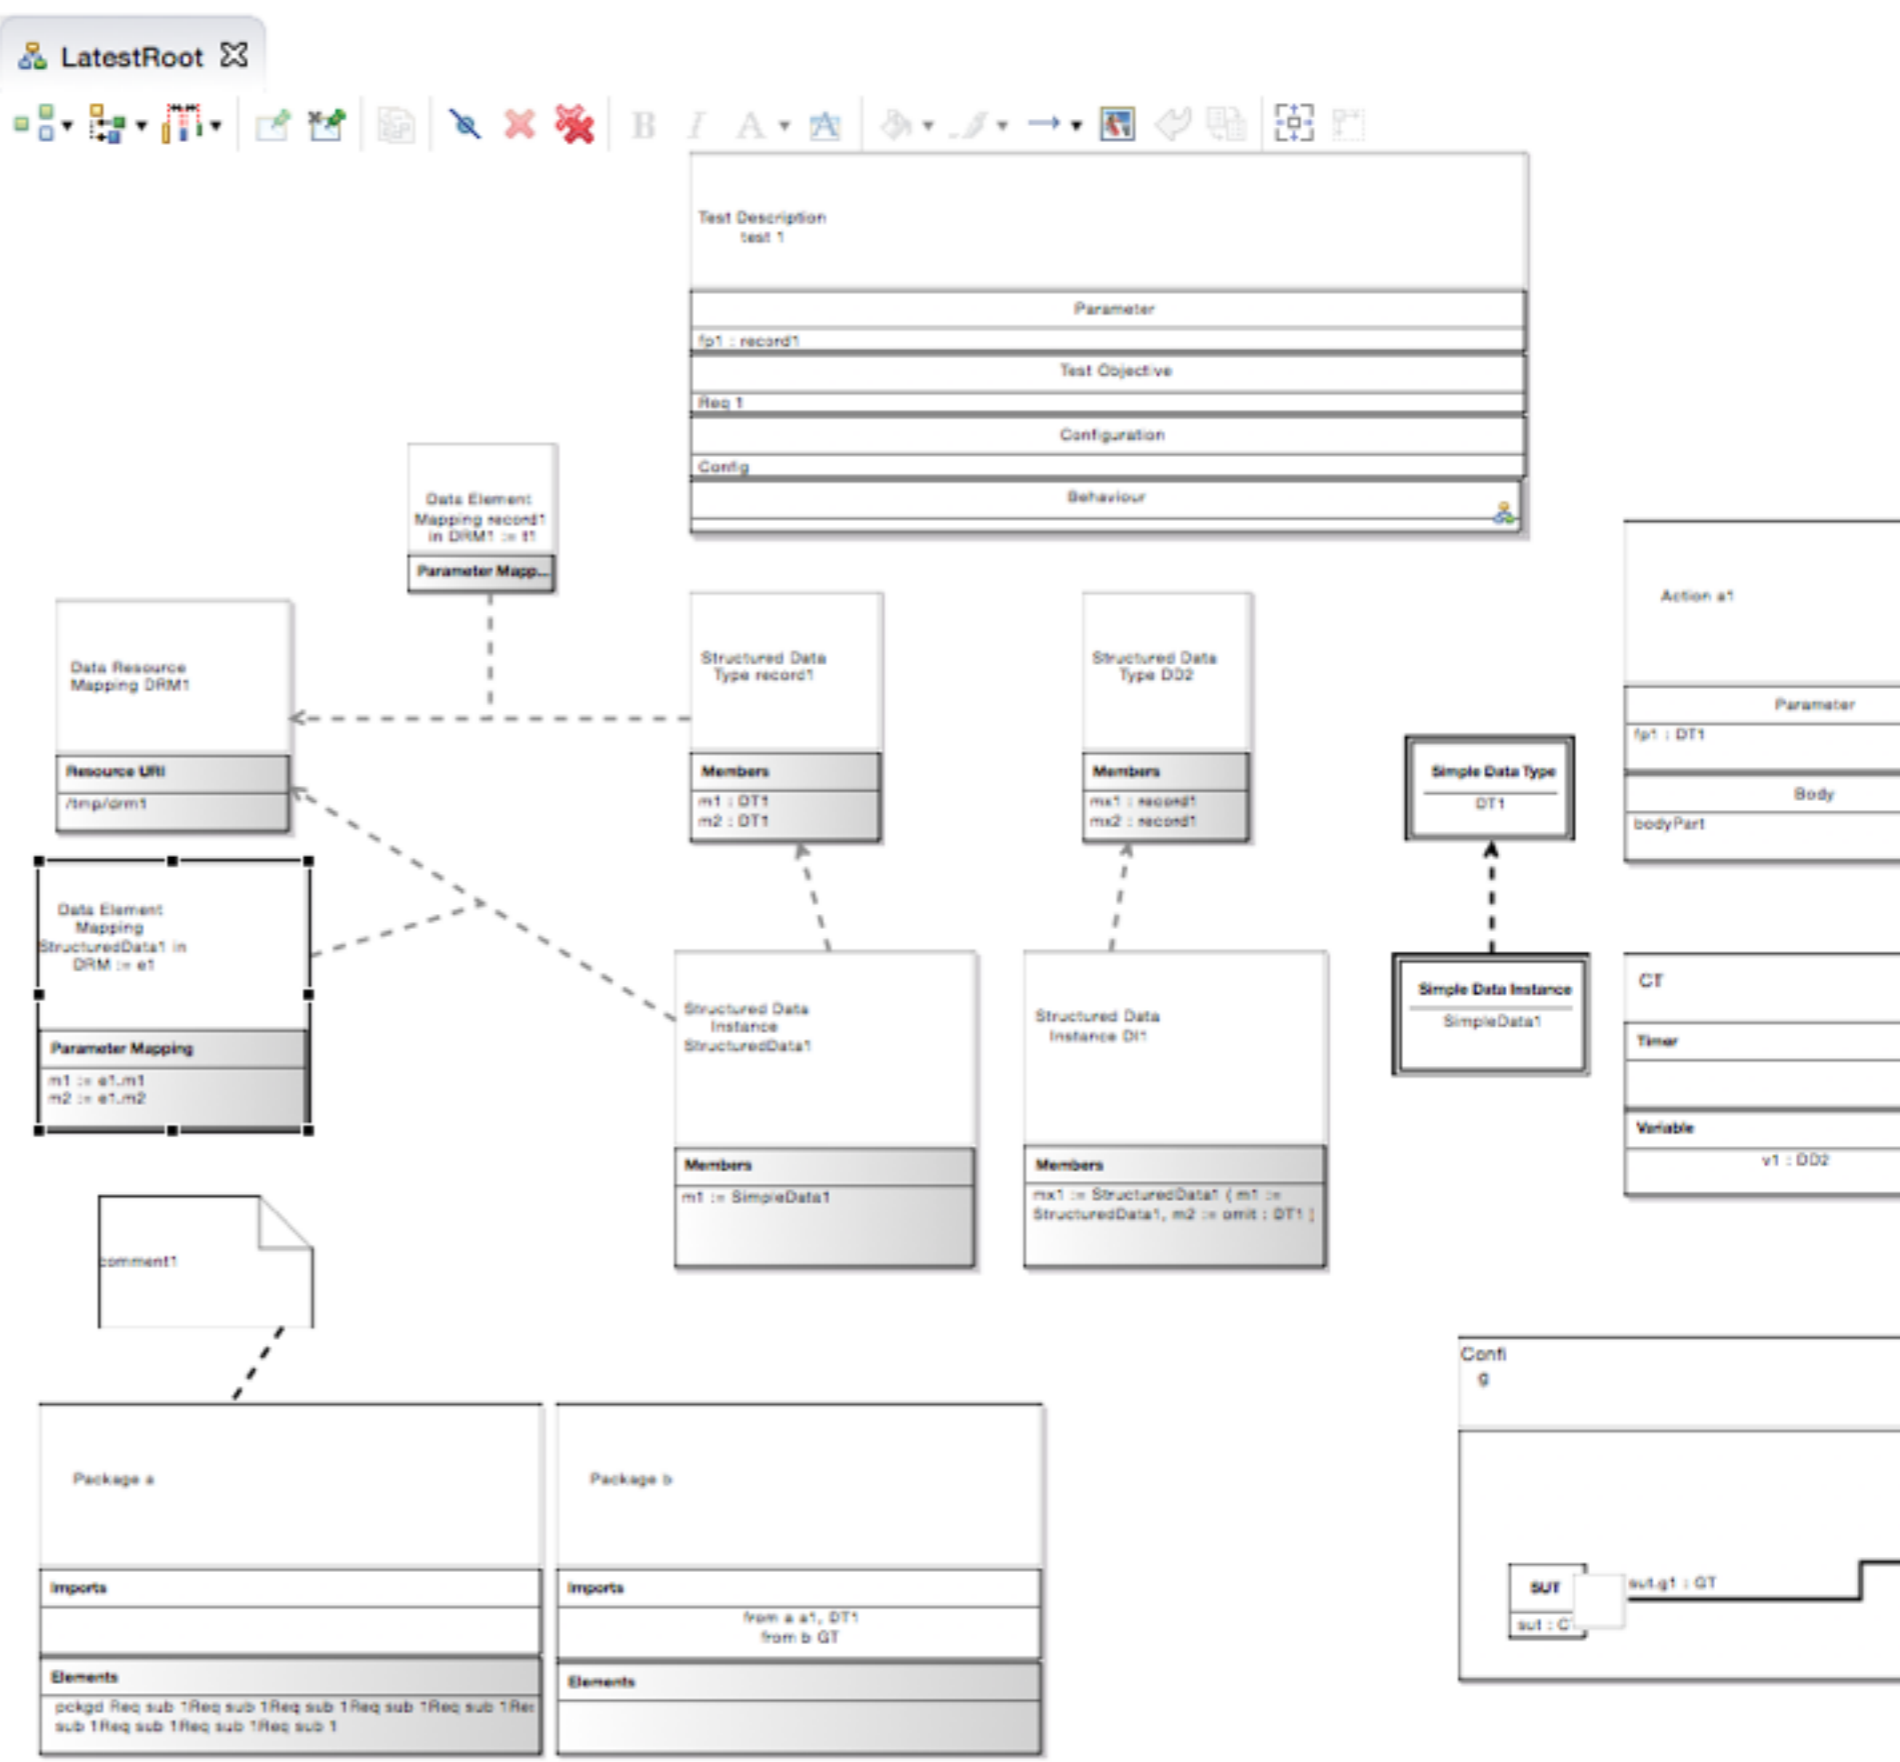 LatestRoot
Test Description
test 1
Parameter
fp1 : record1
Test Objective
Req 1
Configuration
Config
Behaviour
Data Element
Mapping record1
in DRM1 := t1
Parameter Mapp...
Data Resource
Mapping DRM1
Resource URI
/tmp/drm1
Structured Data
Type record1
Members
m1 : DT1
m2 : DT1
Structured Data
Type DD2
Members
mx1 : record1
mx2 : record1
Simple Data Type
DT1
Action a1
Parameter
fp1 : DT1
Body
bodyPart
Data Element
Mapping
StructuredData1 in
DRM := e1
Parameter Mapping
m1 := e1.m1
m2 := e1.m2
Structured Data
Instance
StructuredData1
Members
m1 := SimpleData1
Structured Data
Instance DI1
Members
mx1 := StructuredData1 ( m1 :=
StructuredData1, m2 := omit : DT1 )
Simple Data Instance
SimpleData1
CT
Timer
Variable
v1 : DD2
comment1
Package a
Imports
Elements
pckgd Req sub 1Req sub 1Req sub 1Req sub 1Req sub 1Req
sub 1Req sub 1Req sub 1Req sub 1
Package b
Imports
from a a1, DT1
from b GT
Elements
Confi
g
SUT
sut : C
sut.g1 : GT